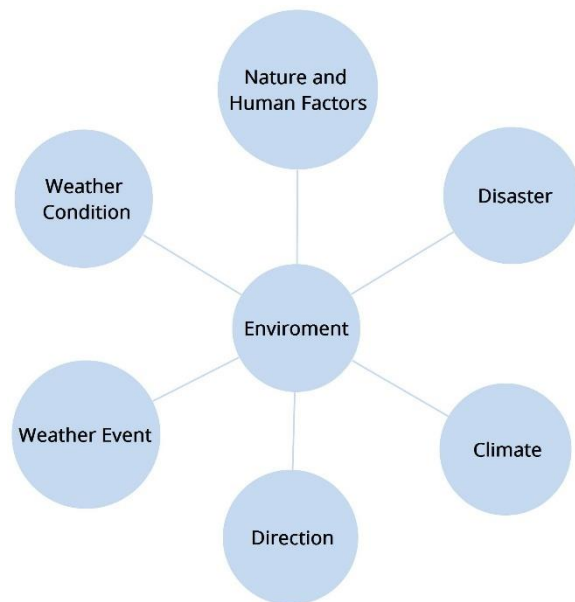 Nature and
Human Factors
Weather
Condition
Disaster
Enviroment
Weather Event
Climate
Direction